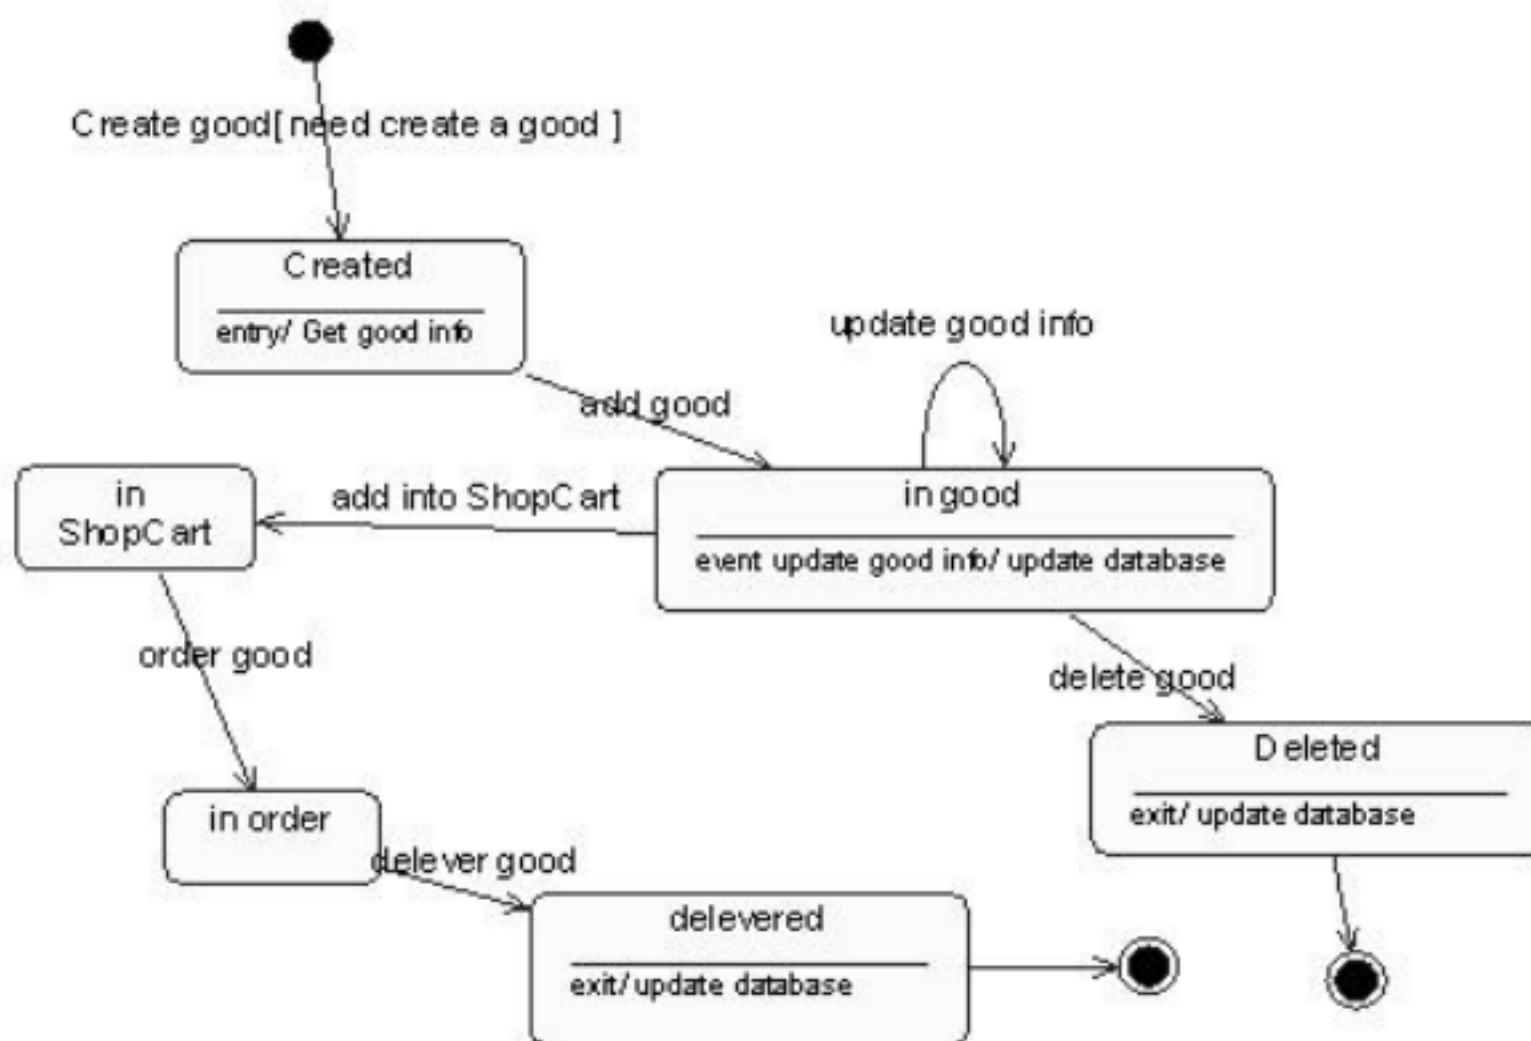 Create good[ need create a good ]
Created
entry/ Get good info
update good info
add good
in
ShopCart
add into ShopCart
in good
event update good info/ update database
order good
delete good
Deleted
exit/ update database
in order
delever good
delevered
exit/ update database